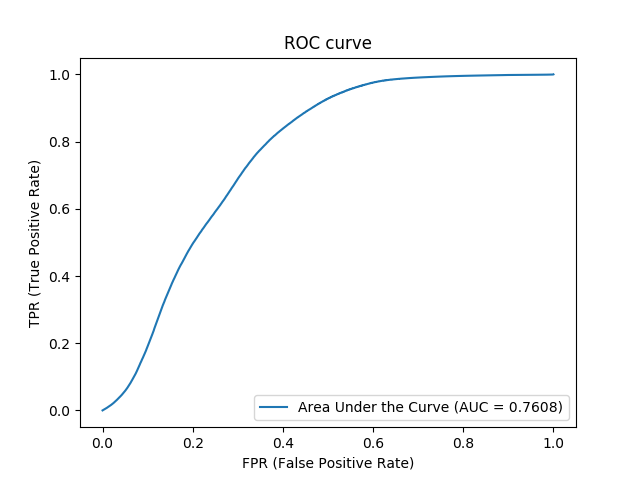 ROC curve
1.0
0.8
0.6
0.4
0.2
0.0
TPR (True Positive Rate)
Area Under the Curve (AUC = 0.7608)
0.0 0.2 0.4 0.6 0.8 1.0
FPR (False Positive Rate)